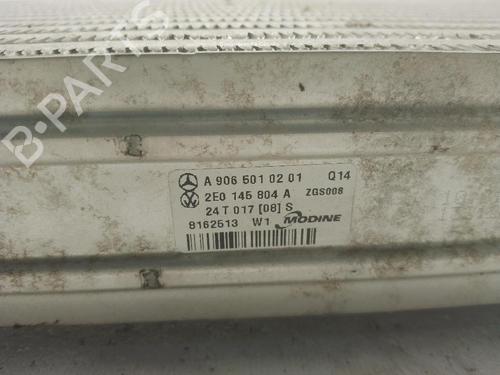 B-PARTS
A 906 501 02 01 Q14
2E0 145 804 A ZGS008
24 T 017 [08] S
8162513 W1 MODINE